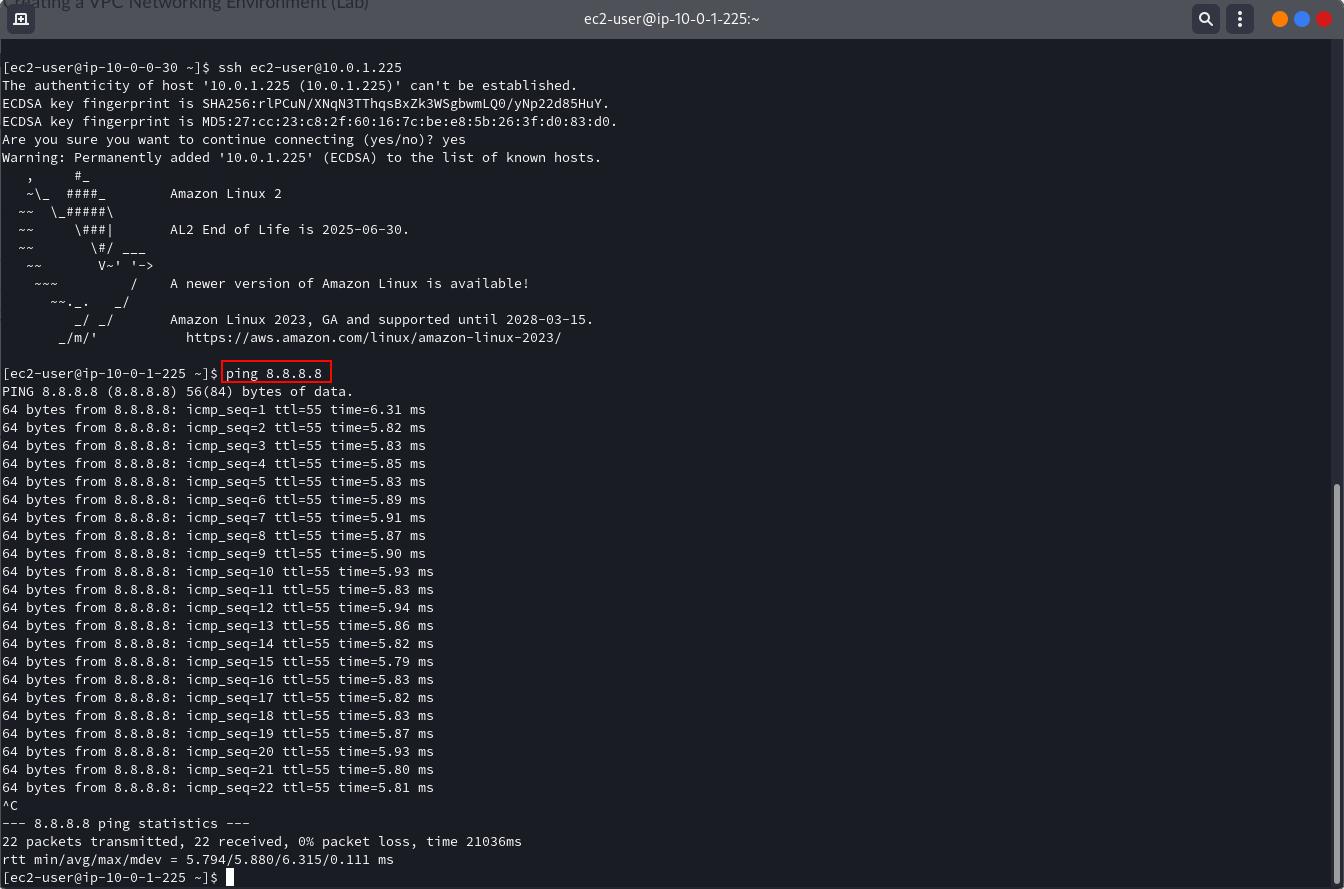 Creating a VPC Networking Environment (Lab)
ec2-user@ip-10-0-1-225:~
[ec2-user@ip-10-0-0-30 ~]$ ssh ec2-user@10.0.1.225
The authenticity of host '10.0.1.225 (10.0.1.225)' can't be established.
ECDSA key fingerprint is SHA256:rlPCuN/XNqN3TThqsBxZk3WSgbwmLQ0/yNp22d85HuY.
ECDSA key fingerprint is MD5:27:cc:23:c8:2f:60:16:7c:be:e8:5b:26:3f:d0:83:d0.
Are you sure you want to continue connecting (yes/no)? yes
Warning: Permanently added '10.0.1.225' (ECDSA) to the list of known hosts.
   ,     #_
   ~\_  ####_        Amazon Linux 2
  ~~  \_#####\
  ~~     \###|       AL2 End of Life is 2025-06-30.
  ~~       \#/ ___
   ~~       V~' '->
    ~~~         /    A newer version of Amazon Linux is available!
      ~~._.   _/
         _/ _/       Amazon Linux 2023, GA and supported until 2028-03-15.
       _/m/'           https://aws.amazon.com/linux/amazon-linux-2023/
[ec2-user@ip-10-0-1-225 ~]$ ping 8.8.8.8
PING 8.8.8.8 (8.8.8.8) 56(84) bytes of data.
64 bytes from 8.8.8.8: icmp_seq=1 ttl=55 time=6.31 ms
64 bytes from 8.8.8.8: icmp_seq=2 ttl=55 time=5.82 ms
64 bytes from 8.8.8.8: icmp_seq=3 ttl=55 time=5.83 ms
64 bytes from 8.8.8.8: icmp_seq=4 ttl=55 time=5.85 ms
64 bytes from 8.8.8.8: icmp_seq=5 ttl=55 time=5.83 ms
64 bytes from 8.8.8.8: icmp_seq=6 ttl=55 time=5.89 ms
64 bytes from 8.8.8.8: icmp_seq=7 ttl=55 time=5.91 ms
64 bytes from 8.8.8.8: icmp_seq=8 ttl=55 time=5.87 ms
64 bytes from 8.8.8.8: icmp_seq=9 ttl=55 time=5.90 ms
64 bytes from 8.8.8.8: icmp_seq=10 ttl=55 time=5.93 ms
64 bytes from 8.8.8.8: icmp_seq=11 ttl=55 time=5.83 ms
64 bytes from 8.8.8.8: icmp_seq=12 ttl=55 time=5.94 ms
64 bytes from 8.8.8.8: icmp_seq=13 ttl=55 time=5.86 ms
64 bytes from 8.8.8.8: icmp_seq=14 ttl=55 time=5.82 ms
64 bytes from 8.8.8.8: icmp_seq=15 ttl=55 time=5.79 ms
64 bytes from 8.8.8.8: icmp_seq=16 ttl=55 time=5.83 ms
64 bytes from 8.8.8.8: icmp_seq=17 ttl=55 time=5.82 ms
64 bytes from 8.8.8.8: icmp_seq=18 ttl=55 time=5.83 ms
64 bytes from 8.8.8.8: icmp_seq=19 ttl=55 time=5.87 ms
64 bytes from 8.8.8.8: icmp_seq=20 ttl=55 time=5.93 ms
64 bytes from 8.8.8.8: icmp_seq=21 ttl=55 time=5.80 ms
64 bytes from 8.8.8.8: icmp_seq=22 ttl=55 time=5.81 ms
^C
--- 8.8.8.8 ping statistics ---
22 packets transmitted, 22 received, 0% packet loss, time 21036ms
rtt min/avg/max/mdev = 5.794/5.880/6.315/0.111 ms
[ec2-user@ip-10-0-1-225 ~]$